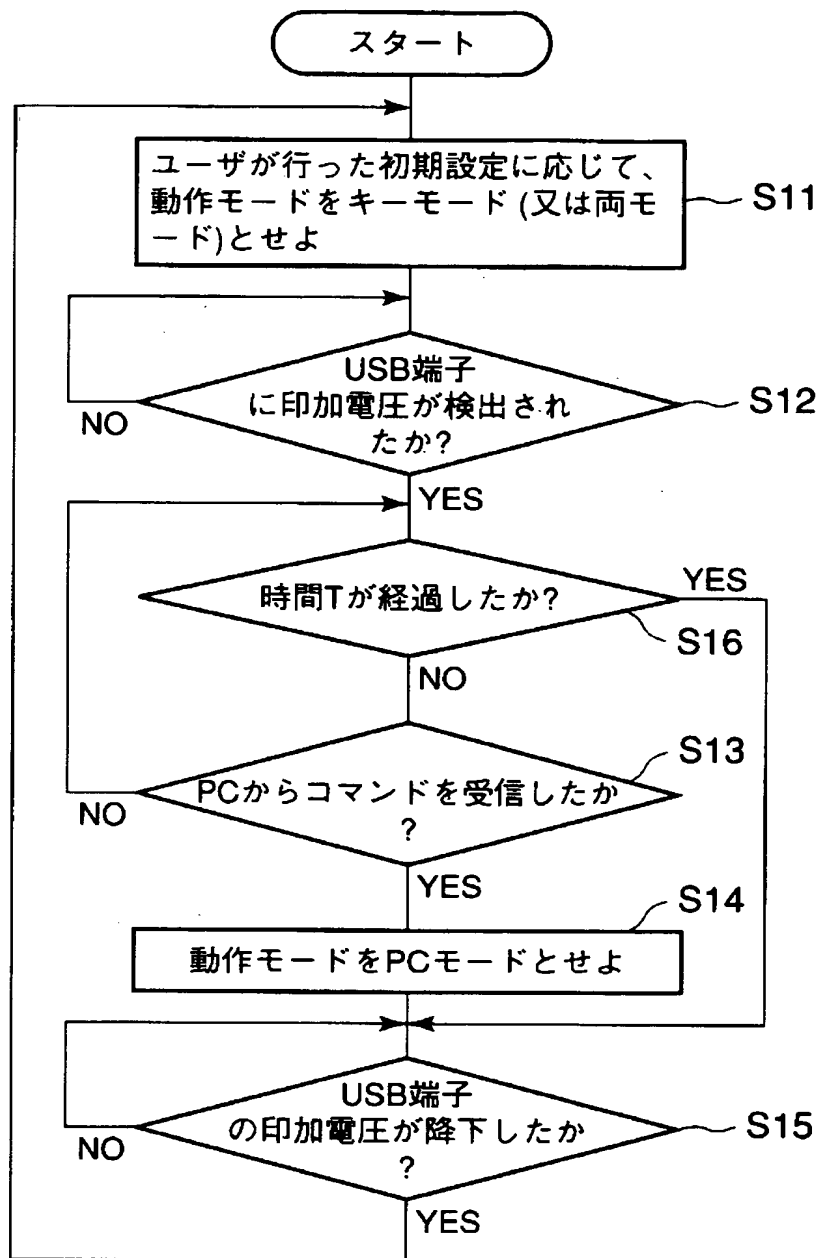 スタート
ユーザが行った初期設定に応じて、
動作モードをキーモード(又は両モ
ード)とせよ
S11
USB端子
に印加電圧が検出され
たか?
S12
NO
YES
時間Tが経過したか?
YES
S16
NO
S13
PCからコマンドを受信したか
?
NO
YES
S14
動作モードをPCモードとせよ
USB端子
の印加電圧が降下したか
?
S15
NO
YES